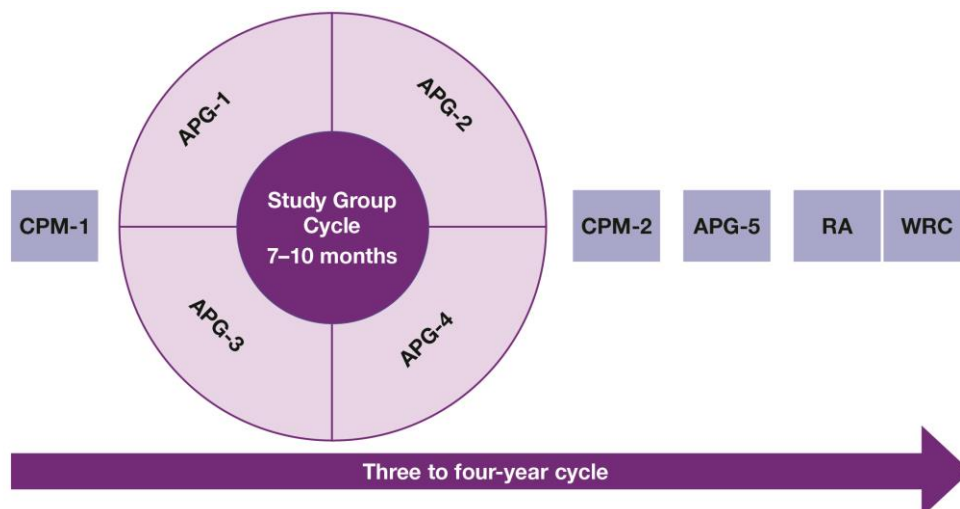 APG-1
APG-2
Study Group
Cycle
7–10 months
CPM-1
CPM-2
APG-5
RA
WRC
APG-3
APG-4
Three to four-year cycle